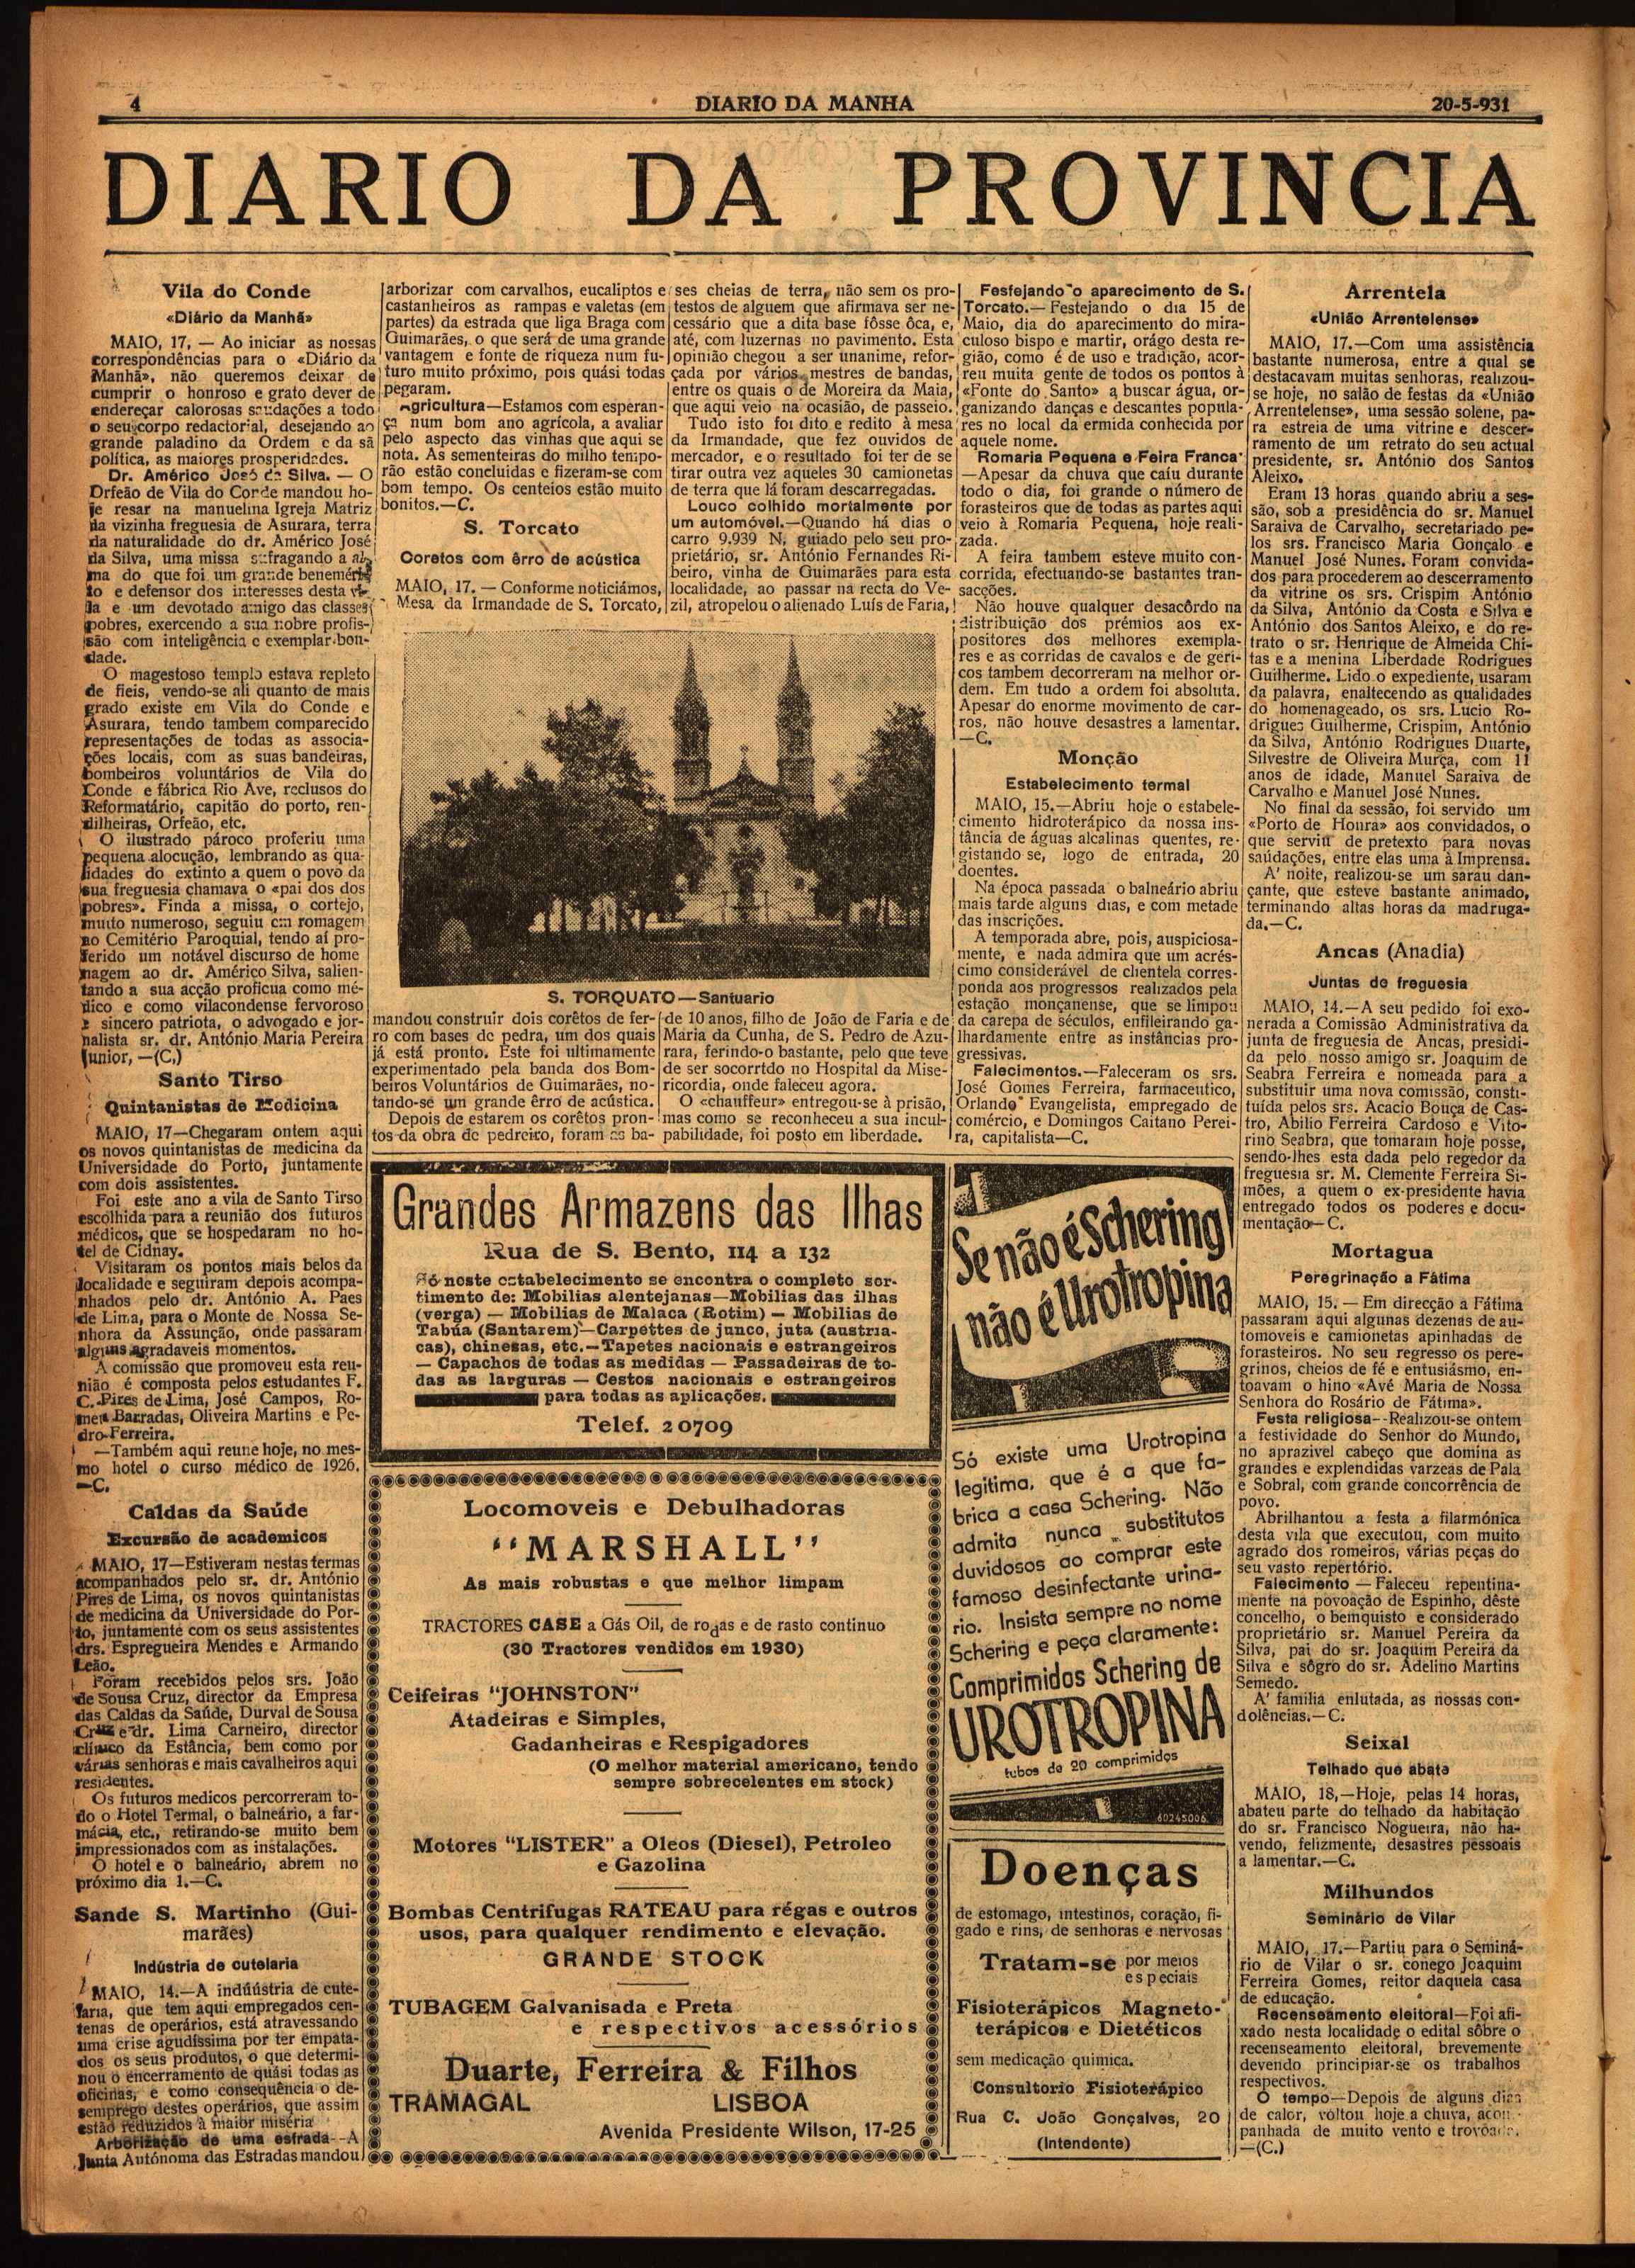 4
DIARIO DA MANHA
20-5-931
DIARIO DA PROVINCIA
Vila do Conde
«Diário da Manhã»
MAIO, 17, — Ao iniciar as nossas
correspondências para o «Diário da
Manhã», não queremos deixar de
cumprir o honroso e grato dever de
endereçar calorosas saudações a todo
o seu corpo redactorial, desejando ao
grande paladino da Ordem e da sã
política, as maiores prosperidades.
Dr. Américo José da Silva. — O
Orfeão de Vila do Conde mandou ho-
je resar na manuelina Igreja Matriz
da vizinha freguesia de Asurara, terra
da naturalidade do dr. Américo José
da Silva, uma missa sufragando a al-
ma do que foi um grande benemérí-
to e defensor dos interesses desta vi-
la e um devotado amigo das classes
pobres, exercendo a sua nobre profis-
são com inteligência e exemplar bon-
dade.
O magestoso templo estava repleto
de fieis, vendo-se ali quanto de mais
grado existe em Vila do Conde e
Asurara, tendo tambem comparecido
representações de todas as associa-
ções locais, com as suas bandeiras,
bombeiros voluntários de Vila do
Conde e fábrica Rio Ave, reclusos do
Reformatário, capitão do porto, ren-
dilheiras, Orfeão, etc.
O ilustrado pároco proferiu uma
pequena alocução, lembrando as qua-
lidades do extinto a quem o povo da
sua freguesia chamava o «pai dos dos
pobres». Finda a missa, o cortejo,
muito numeroso, seguiu em romagem
ao Cemitério Paroquial, tendo aí pro-
ferido um notável discurso de home
nagem ao dr. Américo Silva, salien-
tando a sua acção proficua como mé-
dico e como vilacondense fervoroso
e sincero patriota, o advogado e jor-
nalista sr. dr. António Maria Pereira
Junior, —(C,)
Santo Tirso
Quintanistas de Medicina
MAIO, 17—Chegaram ontem aqui
os novos quintanistas de medicina da
Universidade do Porto, juntamente
com dois assistentes.
Foi este ano a vila de Santo Tirso
escolhida para a reunião dos futuros
médicos, que se hospedaram no ho-
tel de Cidnay.
Visitaram os pontos mais belos da
localidade e seguiram depois acompa-
nhados pelo dr. António A. Paes
de Lima, para o Monte de Nossa Se-
nhora da Assunção, onde passaram
alguns agradaveis momentos.
A comissão que promoveu esta reu-
nião é composta pelos estudantes F.
C. Pires de Lima, José Campos, Ro-
meu Barradas, Oliveira Martins e Pe-
dro Ferreira.
—Também aqui reune hoje, no mes-
mo hotel o curso médico de 1926.
—C.
Caldas da Saúde
Excursão de academicos
MAIO, 17—Estiveram nestas termas
acompanhados pelo sr. dr. António
Pires de Lima, os novos quintanistas
de medicina da Universidade do Por-
to, juntamente com os seus assistentes
drs. Espregueira Mendes e Armando
Leão.
Foram recebidos pelos srs. João
de Sousa Cruz, director da Empresa
das Caldas da Saúde, Durval de Sousa
Cruz e dr. Lima Carneiro, director
clínico da Estância, bem como por
várias senhoras e mais cavalheiros aqui
residentes.
Os futuros medicos percorreram to-
do o Hotel Termal, o balneário, a far-
mácia, etc., retirando-se muito bem
impressionados com as instalações.
O hotel e o balneário, abrem no
próximo dia 1.—C.
Sande S. Martinho (Gui-
marães)
Indústria de cutelaria
MAIO, 14.—A indúústria de cute-
laria, que tem aqui empregados cen-
tenas de operários, está atravessando
uma crise agudíssima por ter empata-
dos os seus produtos, o que determi-
nou o encerramento de quási todas as
oficinas, e como consequência o de-
semprego destes operários, que assim
estão reduzidos à maior miséria
Arborização de uma estrada--A
Junta Autónoma das Estradas mandou
arborizar com carvalhos, eucaliptos e
castanheiros as rampas e valetas (em
partes) da estrada que liga Braga com
Guimarães, o que será de uma grande
vantagem e fonte de riqueza num fu-
turo muito próximo, pois quási todas
pegaram.
Agricultura—Estamos com esperan-
ça num bom ano agrícola, a avaliar
pelo aspecto das vinhas que aqui se
nota. As sementeiras do milho tempo-
rão estão concluidas e fizeram-se com
bom tempo. Os centeios estão muito
bonitos.—C.
S. Torcato
Coretos com êrro de acústica
MAIO, 17. — Conforme noticiámos,
Mesa da Irmandade de S. Torcato,
S. TORQUATO—Santuario
mandou construir dois corêtos de fer-
ro com bases de pedra, um dos quais
já está pronto. Este foi ultimamente
experimentado pela banda dos Bom-
beiros Voluntários de Guimarães, no-
tando-se um grande êrro de acústica.
Depois de estarem os corêtos pron-
tos da obra de pedreiro, foram as ba-
ses cheias de terra, não sem os pro-
testos de alguem que afirmava ser ne-
cessário que a dita base fôsse ôca, e,
até, com luzernas no pavimento. Esta
opinião chegou a ser unanime, refor-
çada por vários mestres de bandas,
entre os quais o de Moreira da Maia,
que aqui veio na ocasião, de passeio.
Tudo isto foi dito e redito à mesa
da Irmandade, que fez ouvidos de
mercador, e o resultado foi ter de se
tirar outra vez aqueles 30 camionetas
de terra que lá foram descarregadas.
Louco colhido mortalmente por
um automóvel.—Quando há dias o
carro 9.939 N, guiado pelo seu pro-
prietário, sr. António Fernandes Ri-
beiro, vinha de Guimarães para esta
localidade, ao passar na recta do Ve-
zil, atropelou o alienado Luís de Faria,
de 10 anos, filho de João de Faria e de
Maria da Cunha, de S. Pedro de Azu-
rara, ferindo-o bastante, pelo que teve
de ser socorrtdo no Hospital da Mise-
ricordia, onde faleceu agora.
O «chauffeur» entregou-se à prisão,
mas como se reconheceu a sua incul-
pabilidade, foi posto em liberdade.
Festejando o aparecimento de S.
Torcato.— Festejando o dia 15 de
Maio, dia do aparecimento do mira-
culoso bispo e martir, orágo desta re-
gião, como é de uso e tradição, acor-
reu muita gente de todos os pontos à
«Fonte do Santo» a buscar água, or-
ganizando danças e descantes popula-
res no local da ermida conhecida por
aquele nome.
Romaria Pequena e Feira Franca
—Apesar da chuva que caíu durante
todo o dia, foi grande o número de
forasteiros que de todas as partes aqui
veio à Romaria Pequena, hoje reali-
zada.
A feira tambem esteve muito con-
corrida, efectuando-se bastantes tran-
sacções.
Não houve qualquer desacôrdo na
distribuição dos prémios aos ex-
positores dos melhores exempla-
res e as corridas de cavalos e de geri-
cos tambem decorreram na melhor or-
dem. Em tudo a ordem foi absoluta.
Apesar do enorme movimento de car-
ros, não houve desastres a lamentar.
—C.
Monção
Estabelecimento termal
MAIO, 15.—Abriu hoje o estabele-
cimento hidroterápico da nossa ins-
tância de águas alcalinas quentes, re-
gistando-se, logo de entrada, 20
doentes.
Na época passada o balneário abriu
mais tarde alguns dias, e com metade
das inscrições.
A temporada abre, pois, auspiciosa-
mente, e nada admira que um acrés-
cimo considerável de clientela corres-
ponda aos progressos realizados pela
estação monçanense, que se limpou
da carepa de séculos, enfileirando ga-
lhardamente entre as instâncias pro-
gressivas.
Falecimentos.—Faleceram os srs.
José Gomes Ferreira, farmaceutico,
Orlando Evangelista, empregado de
comércio, e Domingos Caitano Perei-
ra, capitalista—C.
Arrentela
«União Arrentelense»
MAIO, 17.—Com uma assistência
bastante numerosa, entre a qual se
destacavam muitas senhoras, realizou-
se hoje, no salão de festas da «União
Arrentelense», uma sessão solene, pa-
ra estreia de uma vitrine e descer-
ramento de um retrato do seu actual
presidente, sr. António dos Santos
Aleixo.
Eram 13 horas quando abriu a ses-
são, sob a presidência do sr. Manuel
Saraiva de Carvalho, secretariado pe-
los srs. Francisco Maria Gonçalo e
Manuel José Nunes. Foram convida-
dos para procederem ao descerramento
da vitrine os srs. Crispim António
da Silva, António da Costa e Silva e
António dos Santos Aleixo, e do re-
trato o sr. Henrique de Almeida Chi-
tas e a menina Liberdade Rodrigues
Guilherme. Lido o expediente, usaram
da palavra, enaltecendo as qualidades
do homenageado, os srs. Lucio Ro-
drigues Guilherme, Crispim, António
da Silva, António Rodrigues Duarte,
Silvestre de Oliveira Murça, com 11
anos de idade, Manuel Saraiva de
Carvalho e Manuel José Nunes.
No final da sessão, foi servido um
«Porto de Honra» aos convidados, o
que serviu de pretexto para novas
saúdações, entre elas uma à Imprensa.
A' noite, realizou-se um sarau dan-
çante, que esteve bastante animado,
terminando altas horas da madruga-
da.—C.
Ancas (Anadia)
Juntas de freguesia
MAIO, 14.—A seu pedido foi exo-
nerada a Comissão Administrativa da
junta de freguesia de Ancas, presidi-
da pelo nosso amigo sr. Joaquim de
Seabra Ferreira e nomeada para a
substituir uma nova comissão, consti-
tuída pelos srs. Acacio Bouça de Cas-
tro, Abilio Ferreira Cardoso e Vito-
rino Seabra, que tomaram hoje posse,
sendo-lhes esta dada pelo regedor da
freguesia sr. M. Clemente Ferreira Si-
mões, a quem o ex-presidente havia
entregado todos os poderes e docu-
mentação—C.
Mortagua
Peregrinação a Fátima
MAIO, 15. — Em direcção a Fátima
passaram aqui algunas dezenas de au-
tomoveis e camionetas apinhadas de
forasteiros. No seu regresso os pere-
grinos, cheios de fé e entusiásmo, en-
toavam o hino «Avé Maria de Nossa
Senhora do Rosário de Fátima».
Festa religiosa--Realizou-se ontem
a festividade do Senhor do Mundo,
no aprazivel cabeço que domina as
grandes e explendidas varzeas de Pala
e Sobral, com grande concorrência de
povo.
Abrilhantou a festa a filarmónica
desta vila que executou, com muito
agrado dos romeiros, várias peças do
seu vasto repertório.
Falecimento — Faleceu repentina-
mente na povoação de Espinho, dêste
concelho, o bemquisto e considerado
proprietário sr. Manuel Pereira da
Silva, pai do sr. Joaquim Pereira da
Silva e sôgro do sr. Adelino Martins
Semedo.
A' familia enlutada, as nossas con-
dolências.—C.
Seixal
Telhado que abate
MAIO, 18,—Hoje, pelas 14 horas,
abateu parte do telhado da habitação
do sr. Francisco Nogueira, não ha-
vendo, felizmente, desastres pessoais
a lamentar.—C.
Milhundos
Seminário de Vilar
MAIO, 17.—Partiu para o Seminá-
rio de Vilar o sr. conego Joaquim
Ferreira Gomes, reitor daquela casa
de educação.
Recenseamento eleitoral—Foi afi-
xado nesta localidade o edital sôbre o
recenseamento eleitoral, brevemente
devendo principiar-se os trabalhos
respectivos.
O tempo—Depois de alguns dias
de calor, voltou hoje a chuva, acom-
panhada de muito vento e trovoada.
—(C.)
Grandes Armazens das Ilhas
Rua de S. Bento, 114 a 132
Só neste estabelecimento se encontra o completo sor-
timento de: Mobilias alentejanas—Mobilias das ilhas
(verga) — Mobilias de Malaca (Rotim) — Mobilias de
Tabúa (Santarem)—Carpettes de junco, juta (austria-
cas), chinesas, etc.—Tapetes nacionais e estrangeiros
— Capachos de todas as medidas — Passadeiras de to-
das as larguras — Cestos nacionais e estrangeiros
para todas as aplicações.
Telef. 20709
Locomoveis e Debulhadoras
"MARSHALL"
As mais robustas e que melhor limpam
TRACTORES CASE a Gás Oil, de rodas e de rasto continuo
(30 Tractores vendidos em 1930)
Ceifeiras "JOHNSTON"
Atadeiras e Simples,
Gadanheiras e Respigadores
(O melhor material americano, tendo
sempre sobrecelentes em stock)
Motores "LISTER" a Oleos (Diesel), Petroleo
e Gazolina
Bombas Centrifugas RATEAU para régas e outros
usos, para qualquer rendimento e elevação.
GRANDE STOCK
TUBAGEM Galvanisada e Preta
e respectivos acessórios
Duarte, Ferreira & Filhos
TRAMAGAL LISBOA
Avenida Presidente Wilson, 17-25
Se não é Schering
não é Urotropina
Só existe uma Urotropina
legitima, que é a que fa-
brica a casa Schering. Não
admita nunca substitutos
duvidosos ao comprar este
famoso desinfectante urina-
rio. Insista sempre no nome
Schering e peça claramente:
Comprimidos Schering de
UROTROPINA
tubos de 20 comprimidos
60245006
Doenças
de estomago, intestinos, coração, fi-
gado e rins, de senhoras e nervosas
Tratam-se por meios
especiais
Fisioterápicos Magneto-
terápicos e Dietéticos
sem medicação quimica.
Consultorio Fisioterápico
Rua C. João Gonçalves, 20
(Intendente)